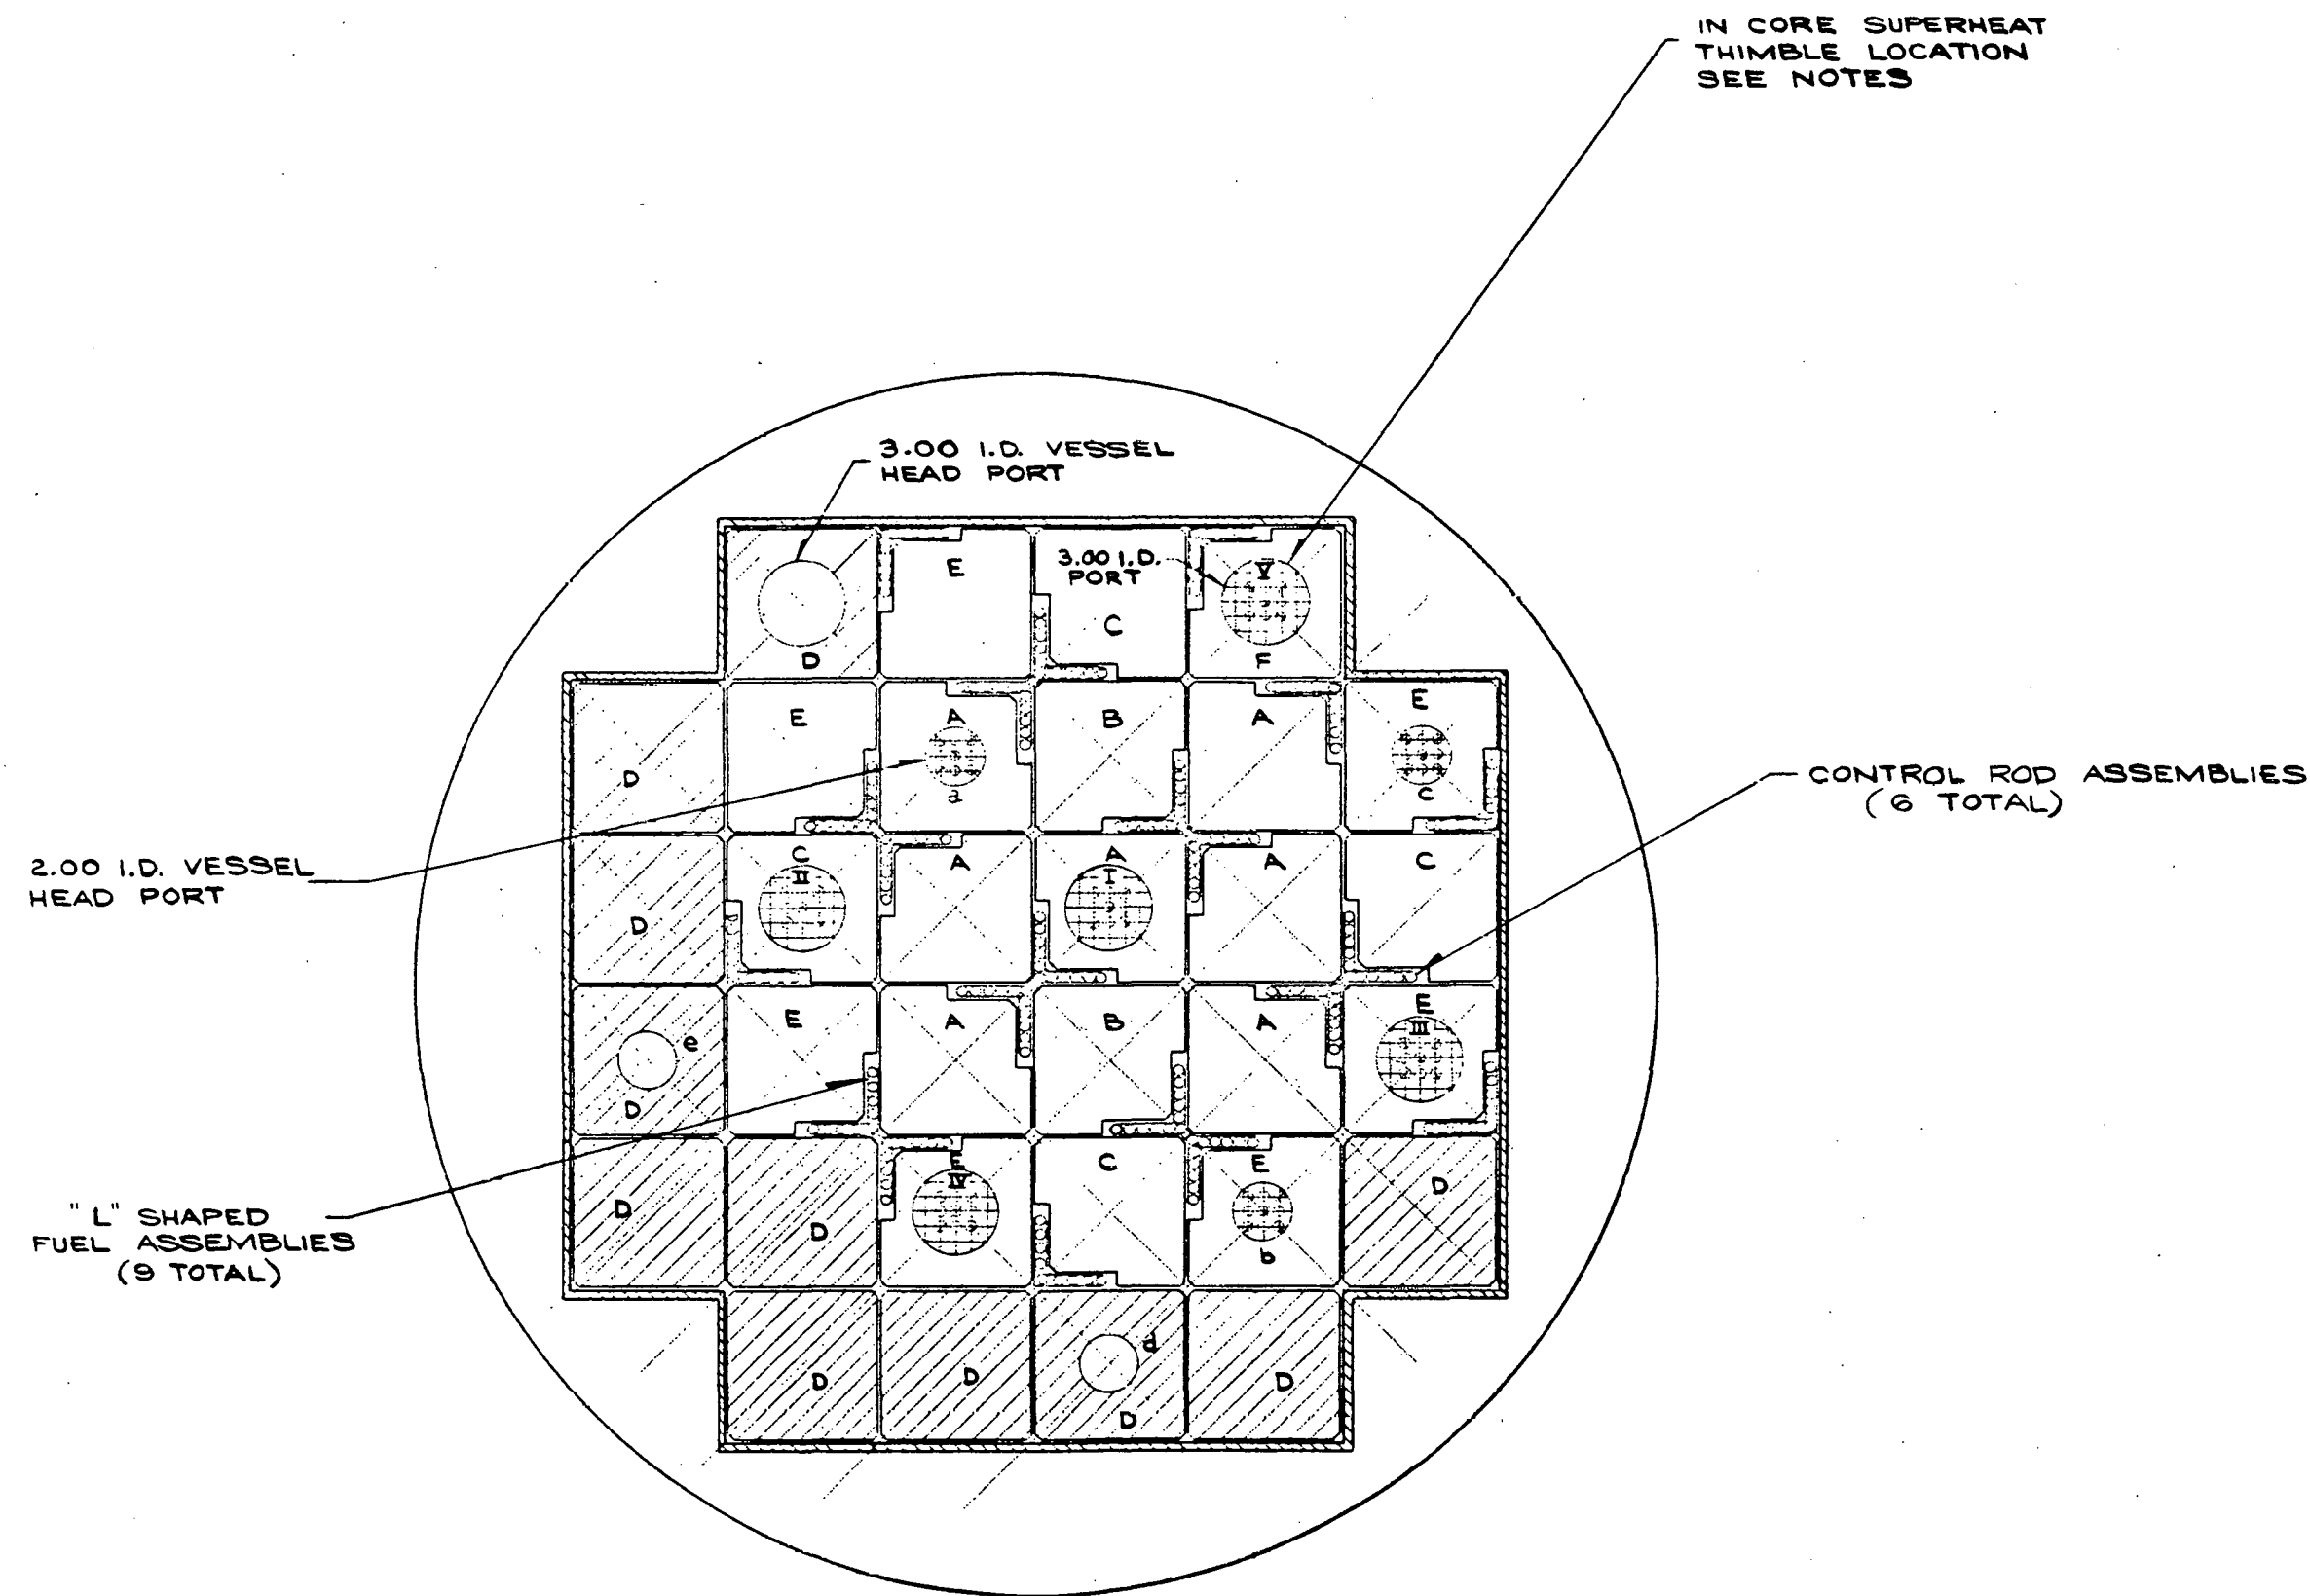 IN CORE SUPERHEAT
THIMBLE LOCATION
SEE NOTES
3.00 I.D. VESSEL
HEAD PORT
3.00 I.D.
PORT
V
E
C
D
F
E
A
B
A
E
D
a
c
CONTROL ROD ASSEMBLIES
(6 TOTAL)
2.00 I.D. VESSEL
HEAD PORT
C
II
A
A
I
A
C
D
E
A
B
A
E
III
e
D
"L" SHAPED
FUEL ASSEMBLIES
(9 TOTAL)
E
IV
C
E
D
D
D
b
d
D
D
D
D